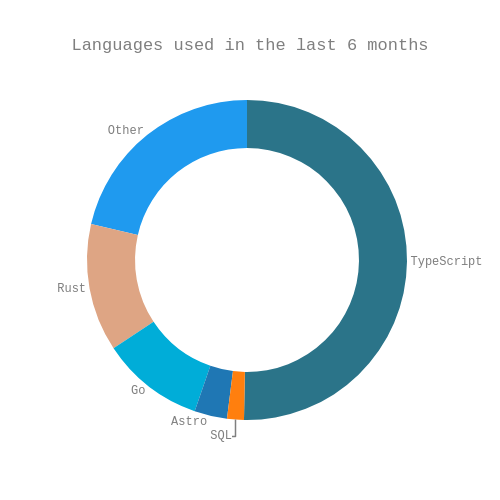 Languages used in the last 6 months
Other
TypeScript
Rust
Go
Astro
SQL